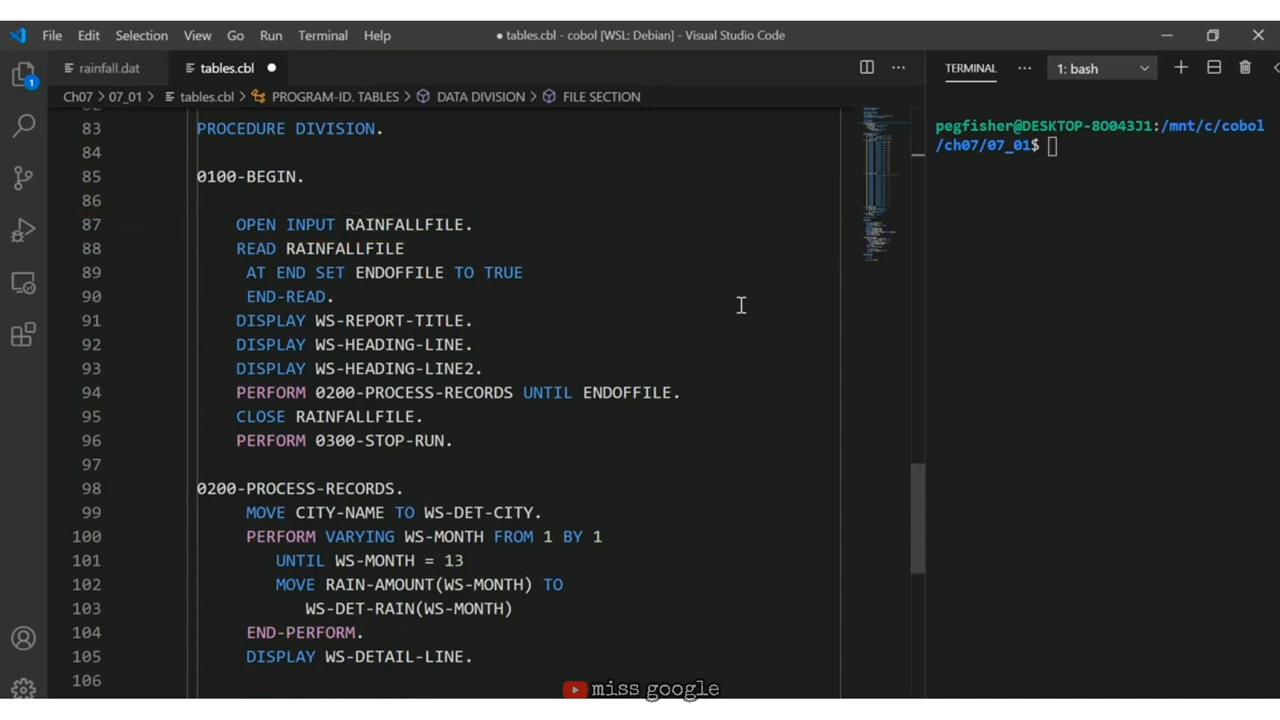 File Edit Selection View Go Run Terminal Help ● tables.cbl - cobol [WSL: Debian] - Visual Studio Code
rainfall.dat tables.cbl ●
TERMINAL ··· 1: bash
Ch07 > 07_01 > tables.cbl > PROGRAM-ID. TABLES > DATA DIVISION > FILE SECTION
1
83 PROCEDURE DIVISION.
84
85 0100-BEGIN.
86
87 OPEN INPUT RAINFALLFILE.
88 READ RAINFALLFILE
89 AT END SET ENDOFFILE TO TRUE
90 END-READ.
91 DISPLAY WS-REPORT-TITLE.
92 DISPLAY WS-HEADING-LINE.
93 DISPLAY WS-HEADING-LINE2.
94 PERFORM 0200-PROCESS-RECORDS UNTIL ENDOFFILE.
95 CLOSE RAINFALLFILE.
96 PERFORM 0300-STOP-RUN.
97
98 0200-PROCESS-RECORDS.
99 MOVE CITY-NAME TO WS-DET-CITY.
100 PERFORM VARYING WS-MONTH FROM 1 BY 1
101 UNTIL WS-MONTH = 13
102 MOVE RAIN-AMOUNT(WS-MONTH) TO
103 WS-DET-RAIN(WS-MONTH)
104 END-PERFORM.
105 DISPLAY WS-DETAIL-LINE.
106
pegfisher@DESKTOP-8O043J1:/mnt/c/cobol
/ch07/07_01$
miss google